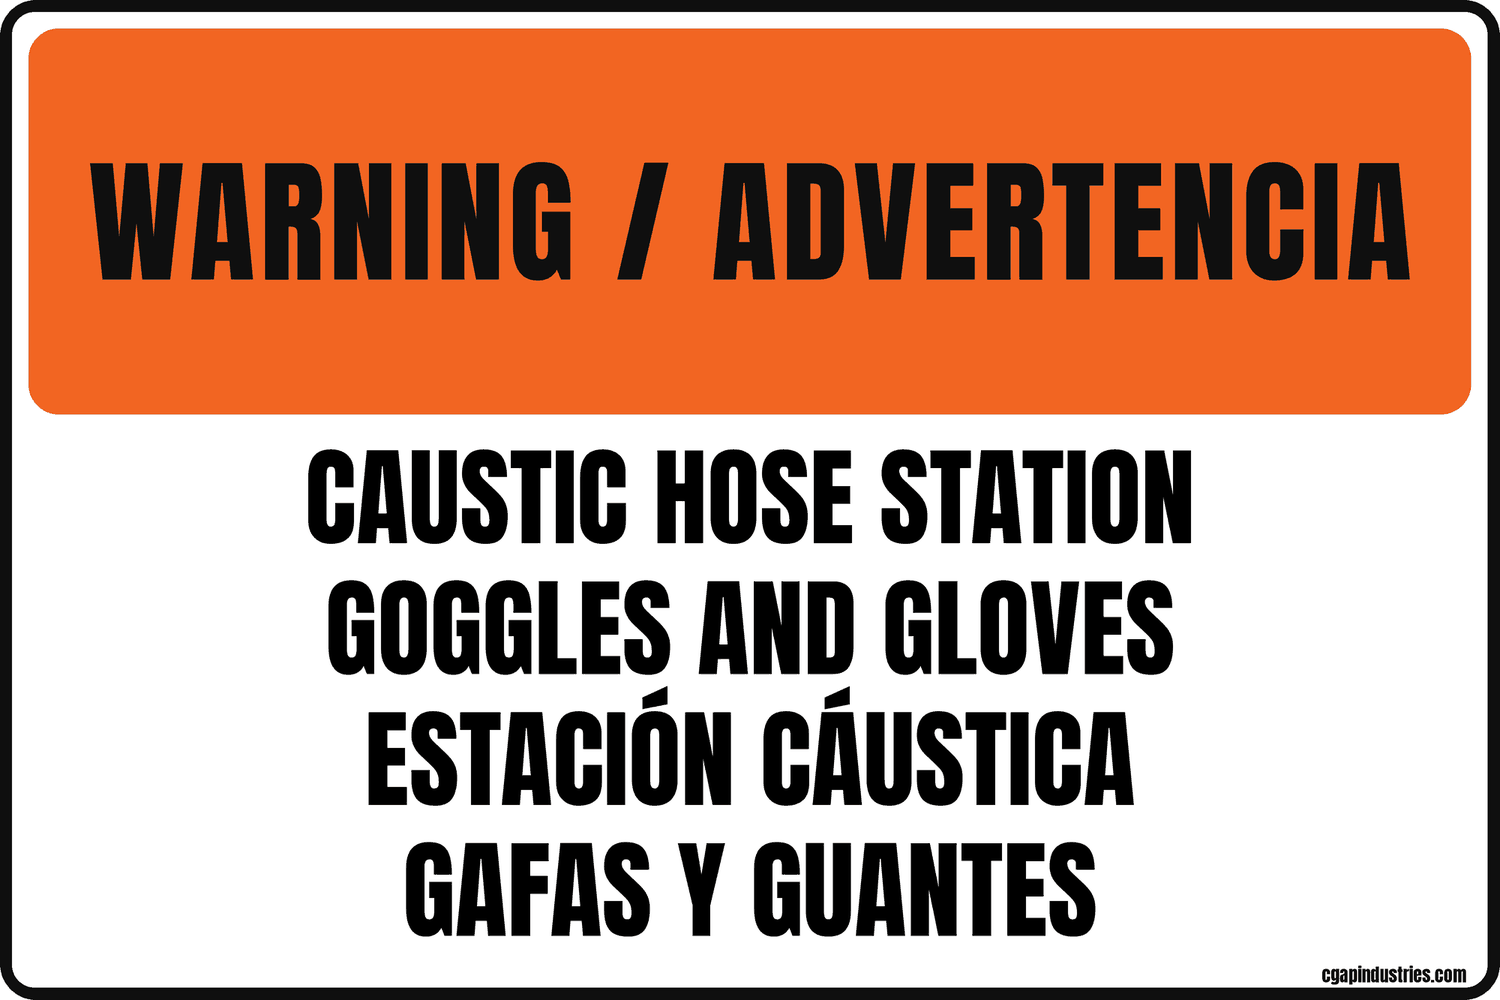 WARNING / ADVERTENCIA
CAUSTIC HOSE STATION
GOGGLES AND GLOVES
ESTACIÓN CÁUSTICA
GAFAS Y GUANTES
cgapindustries.com